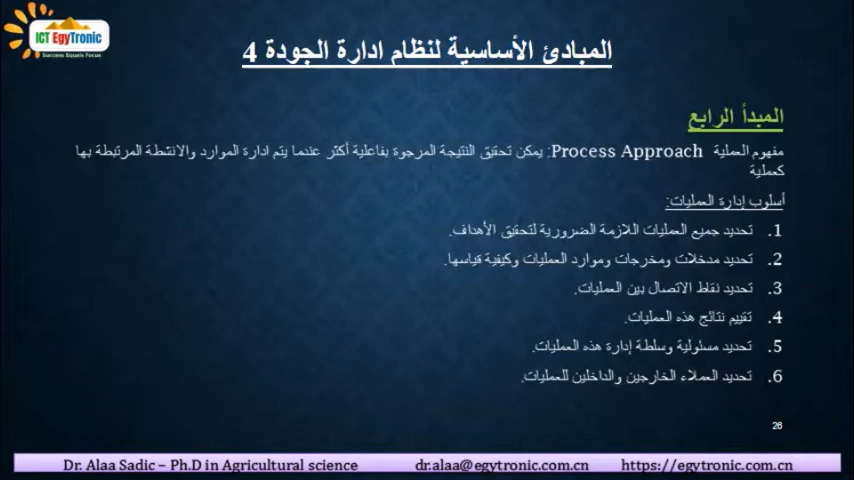 ICT EgyTronic
Success Equals Focus
المبادئ الأساسية لنظام ادارة الجودة 4
المبدأ الرابع
مفهوم العملية Process Approach: يمكن تحقيق النتيجة المرجوة بفاعلية أكثر عندما يتم ادارة الموارد والانشطة المرتبطة بها
كعملية
أسلوب إدارة العمليات:
1. تحديد جميع العمليات اللازمة الضرورية لتحقيق الأهداف.
2. تحديد مدخلات ومخرجات وموارد العمليات وكيفية قياسها.
3. تحديد نقاط الاتصال بين العمليات.
4. تقييم نتائج هذه العمليات.
5. تحديد مسئولية وسلطة إدارة هذه العمليات.
6. تحديد العملاء الخارجين والداخلين للعمليات.
26
Dr. Alaa Sadic – Ph.D in Agricultural science dr.alaa@egytronic.com.cn https://egytronic.com.cn